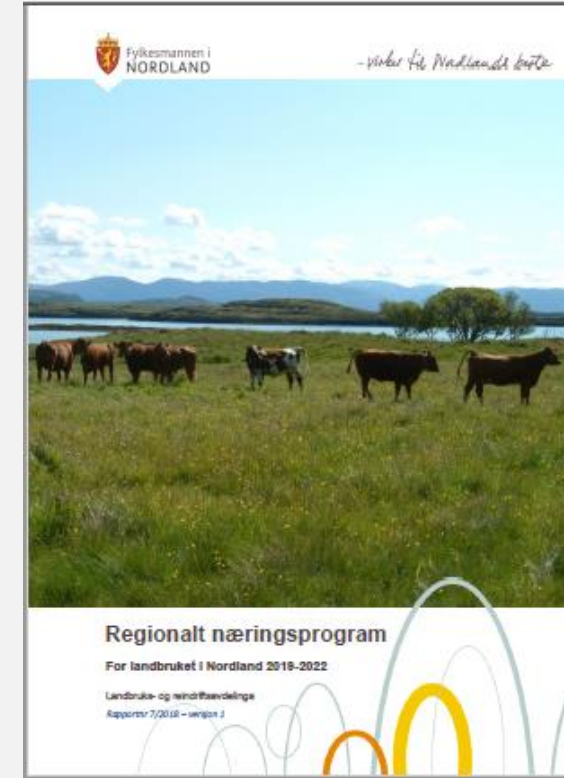 Fylkesmannen i
NORDLAND
- virker til Nordlands beste
Regionalt næringsprogram
For landbruket i Nordland 2019-2022
Landbruks- og reindriftsavdelinga
Rapportnr 7/2018 – versjon 1